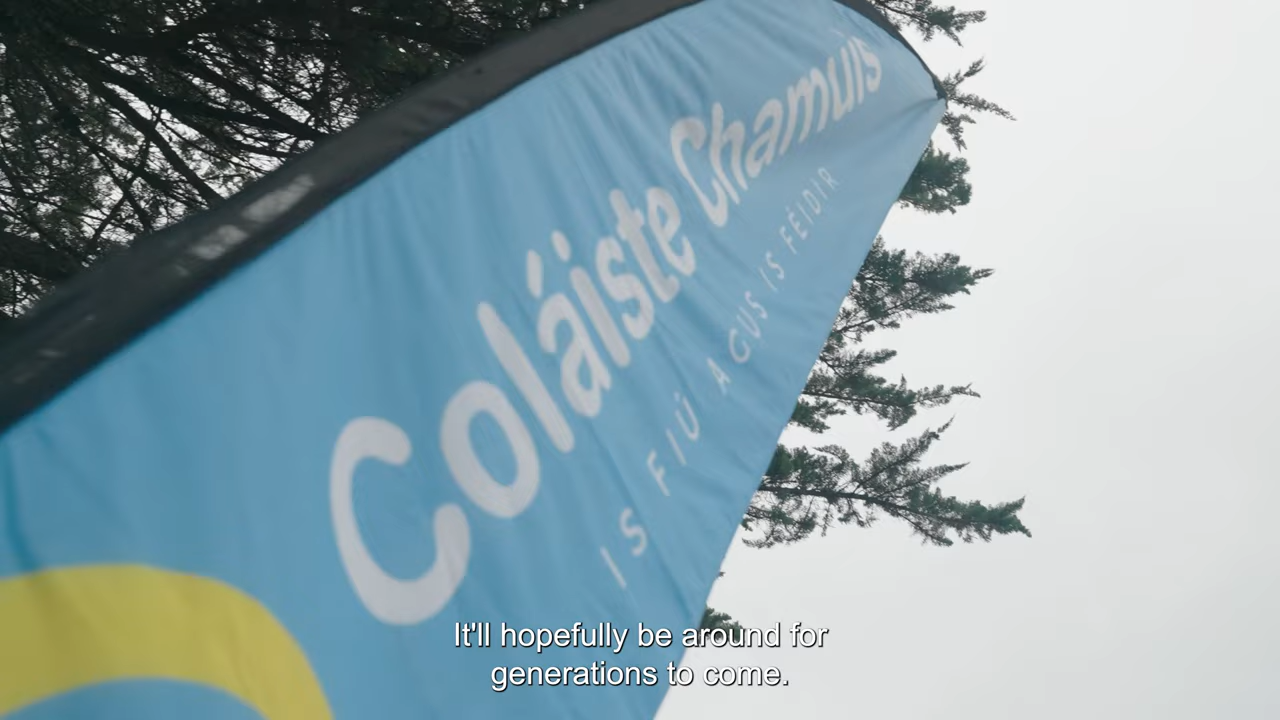 Coláiste Chamuis
IS FIÚ AGUS IS FÉIDIR
It'll hopefully be around for
generations to come.